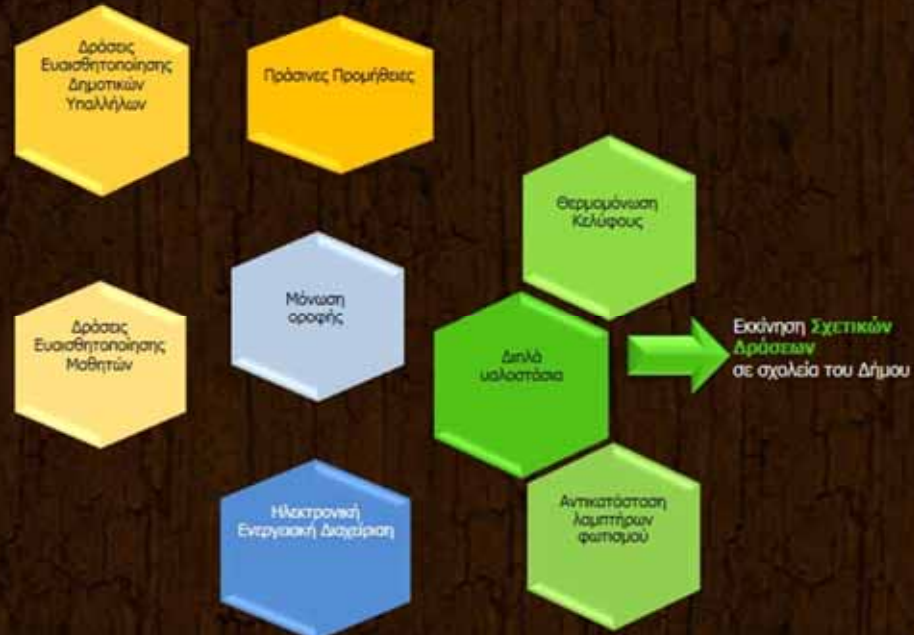 Δράσεις
Ευαισθητοποίησης
Δημοτικών
Υπαλλήλων
Πράσινες Προμήθειες
Θερμομόνωση
Κελύφους
Μόνωση
οροφής
Δράσεις
Ευαισθητοποίησης
Μαθητών
Διπλά
υαλοστάσια
Εκκίνηση Σχετικών
Δράσεων
σε σχολεία του Δήμου
Ηλεκτρονική
Ενεργειακή Διαχείριση
Αντικατάσταση
λαμπτήρων
φωτισμού